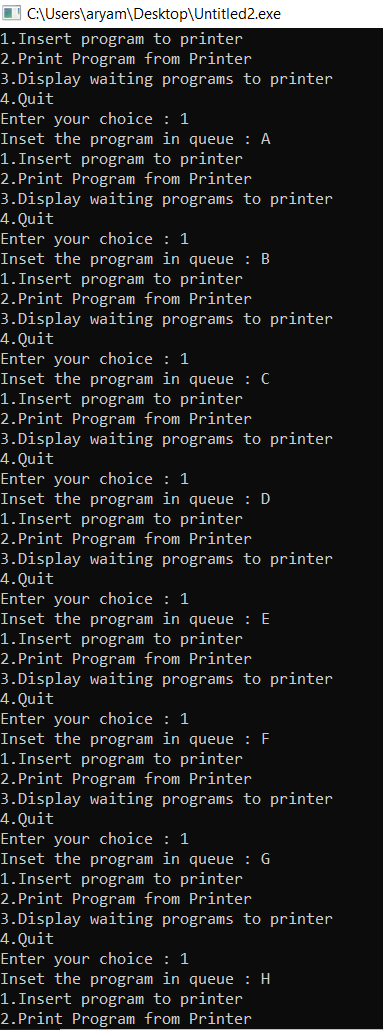 C:\Users\aryam\Desktop\Untitled2.exe
1.Insert program to printer
2.Print Program from Printer
3.Display waiting programs to printer
4.Quit
Enter your choice : 1
Inset the program in queue : A
1.Insert program to printer
2.Print Program from Printer
3.Display waiting programs to printer
4.Quit
Enter your choice : 1
Inset the program in queue : B
1.Insert program to printer
2.Print Program from Printer
3.Display waiting programs to printer
4.Quit
Enter your choice : 1
Inset the program in queue : C
1.Insert program to printer
2.Print Program from Printer
3.Display waiting programs to printer
4.Quit
Enter your choice : 1
Inset the program in queue : D
1.Insert program to printer
2.Print Program from Printer
3.Display waiting programs to printer
4.Quit
Enter your choice : 1
Inset the program in queue : E
1.Insert program to printer
2.Print Program from Printer
3.Display waiting programs to printer
4.Quit
Enter your choice : 1
Inset the program in queue : F
1.Insert program to printer
2.Print Program from Printer
3.Display waiting programs to printer
4.Quit
Enter your choice : 1
Inset the program in queue : G
1.Insert program to printer
2.Print Program from Printer
3.Display waiting programs to printer
4.Quit
Enter your choice : 1
Inset the program in queue : H
1.Insert program to printer
2.Print Program from Printer